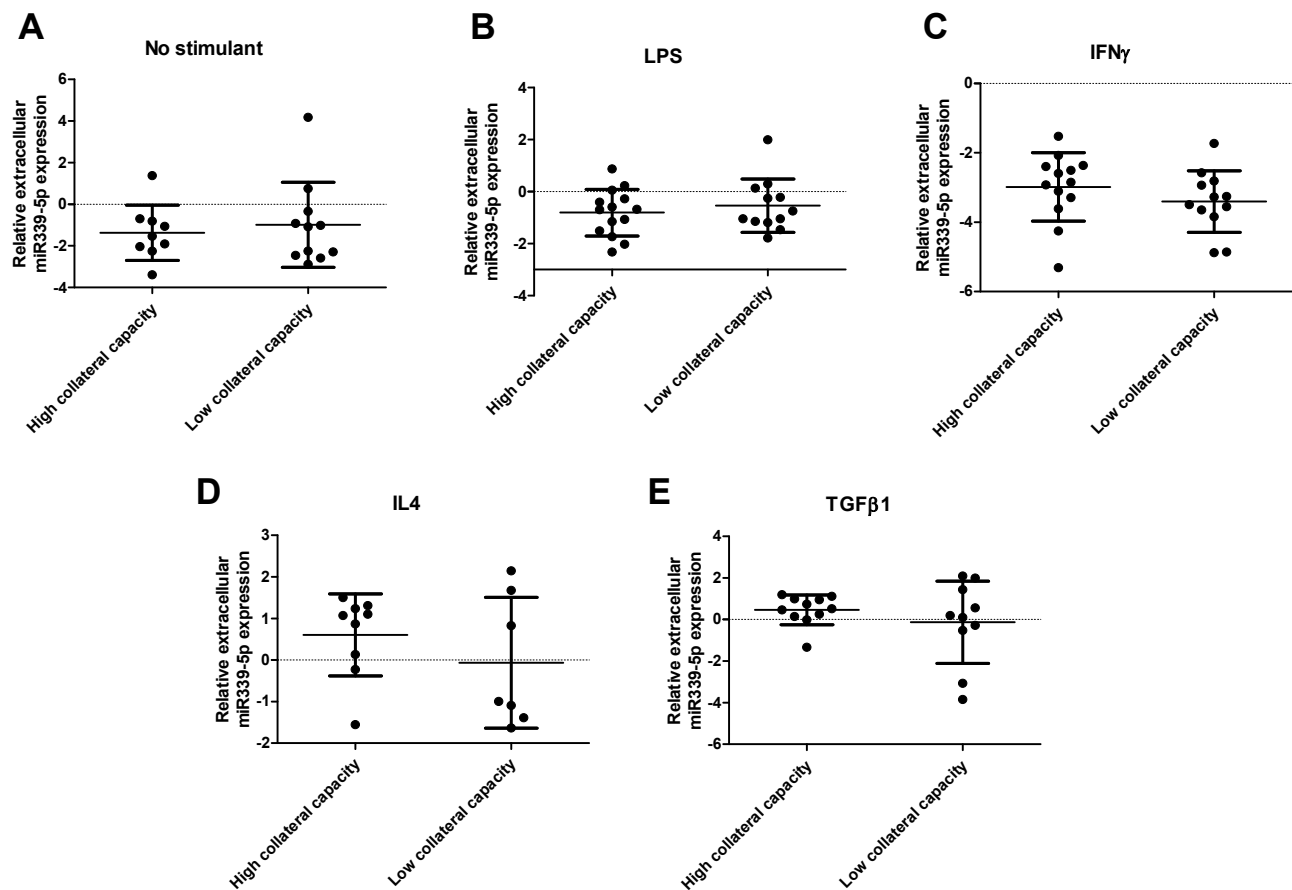 A
No stimulant
Relative extracellular
miR339-5p expression
6
4
2
0
-2
-4
High collateral capacity
Low collateral capacity
B
LPS
Relative extracellular
miR339-5p expression
4
2
0
-2
-4
High collateral capacity
Low collateral capacity
C
IFNγ
Relative extracellular
miR339-5p expression
0
-2
-4
-6
High collateral capacity
Low collateral capacity
D
IL4
Relative extracellular
miR339-5p expression
3
2
1
0
-1
-2
High collateral capacity
Low collateral capacity
E
TGFβ1
Relative extracellular
miR339-5p expression
4
2
0
-2
-4
-6
High collateral capacity
Low collateral capacity